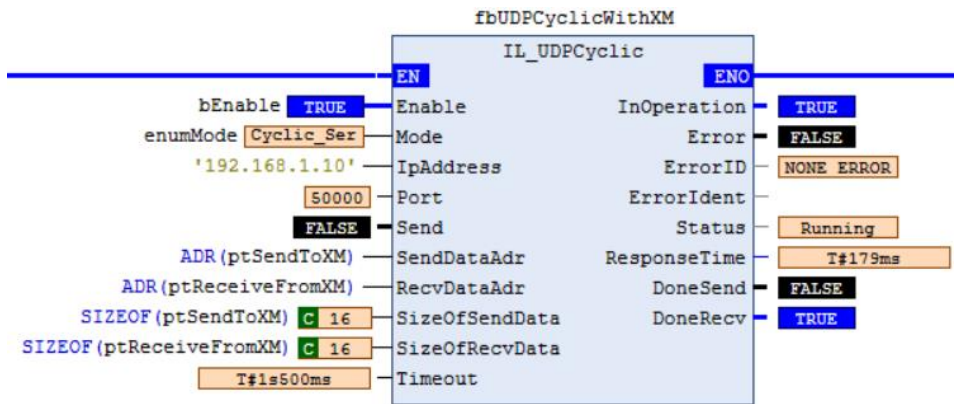 fbUDPCyclicWithXM
IL_UDPCyclic
EN ENO
bEnable TRUE Enable InOperation TRUE
enumMode Cyclic_Ser Mode Error FALSE
'192.168.1.10' IpAddress ErrorID NONE ERROR
50000 Port ErrorIdent
FALSE Send Status Running
ADR(ptSendToXM) SendDataAdr ResponseTime T#179ms
ADR(ptReceiveFromXM) RecvDataAdr DoneSend FALSE
SIZEOF(ptSendToXM) C 16 SizeOfSendData DoneRecv TRUE
SIZEOF(ptReceiveFromXM) C 16 SizeOfRecvData
T#1s500ms Timeout